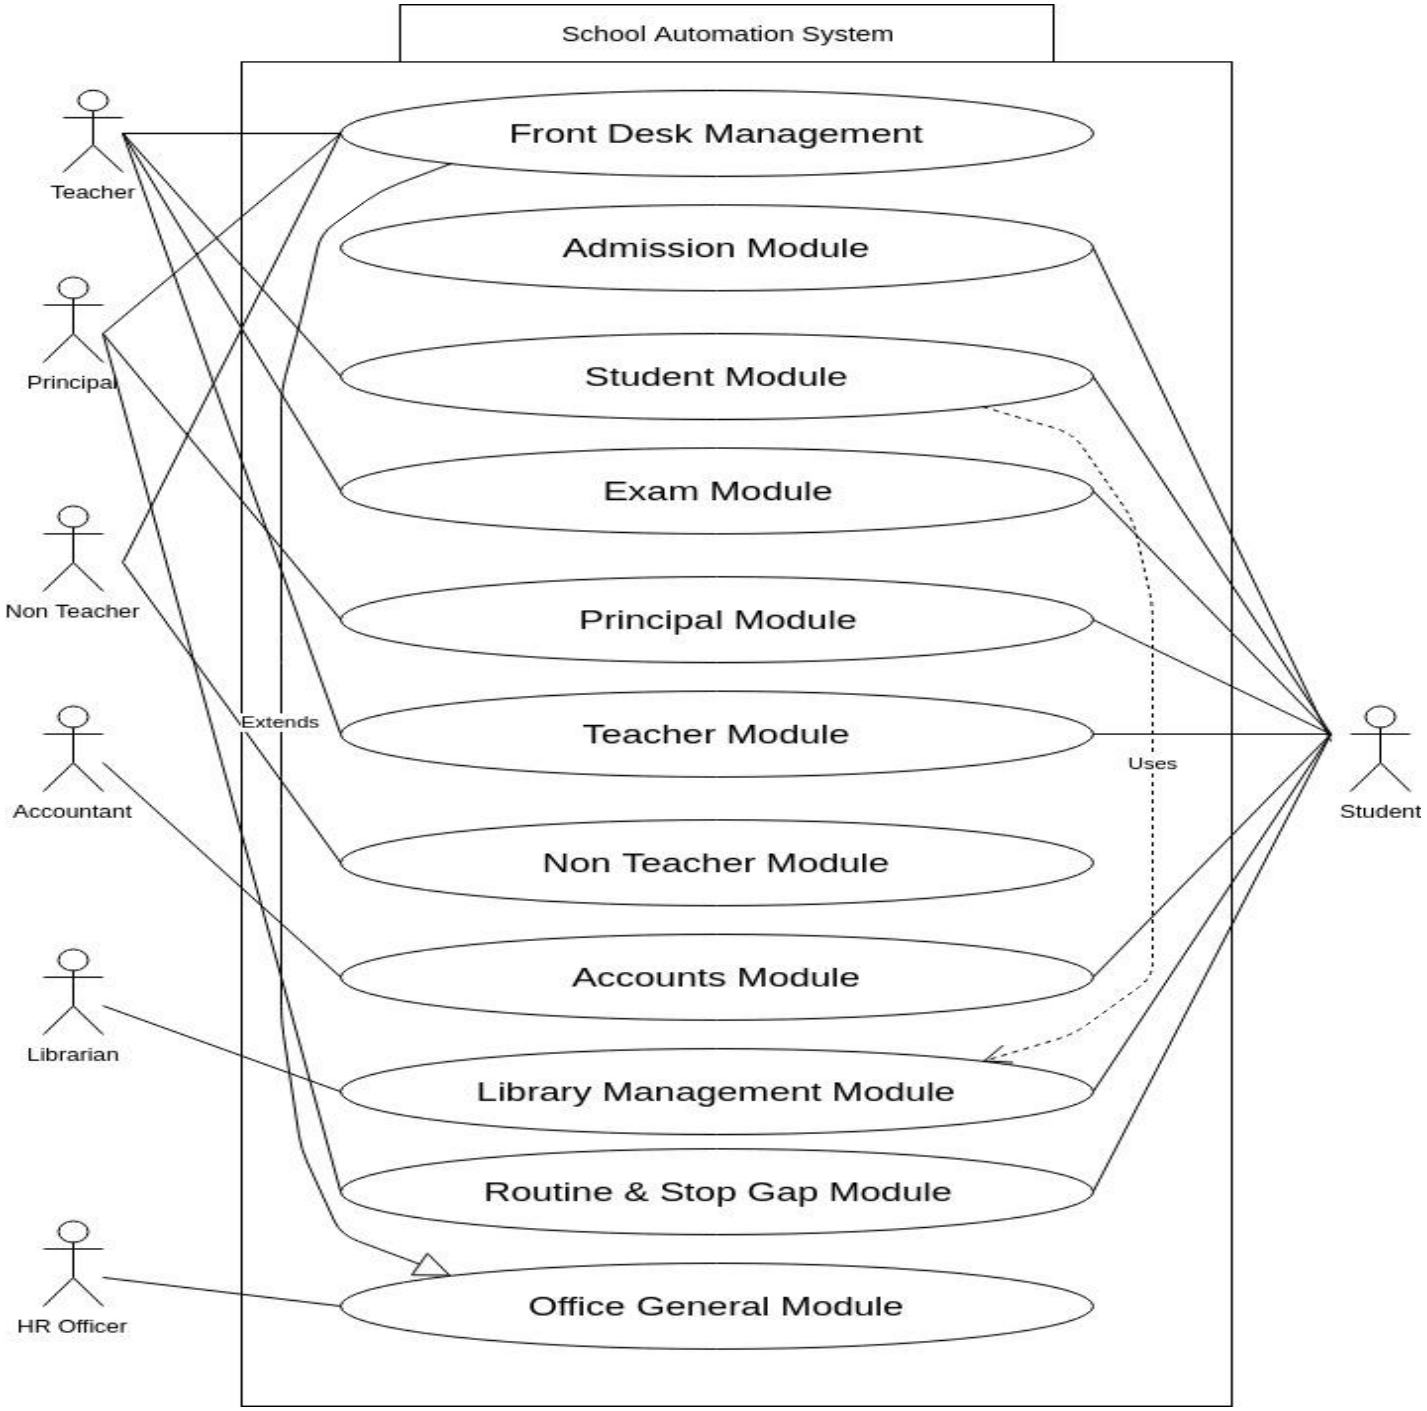 School Automation System
Front Desk Management
Teacher
Admission Module
Principal
Student Module
Exam Module
Non Teacher
Principal Module
Extends
Teacher Module
Uses
Accountant
Student
Non Teacher Module
Accounts Module
Librarian
Library Management Module
Routine & Stop Gap Module
HR Officer
Office General Module